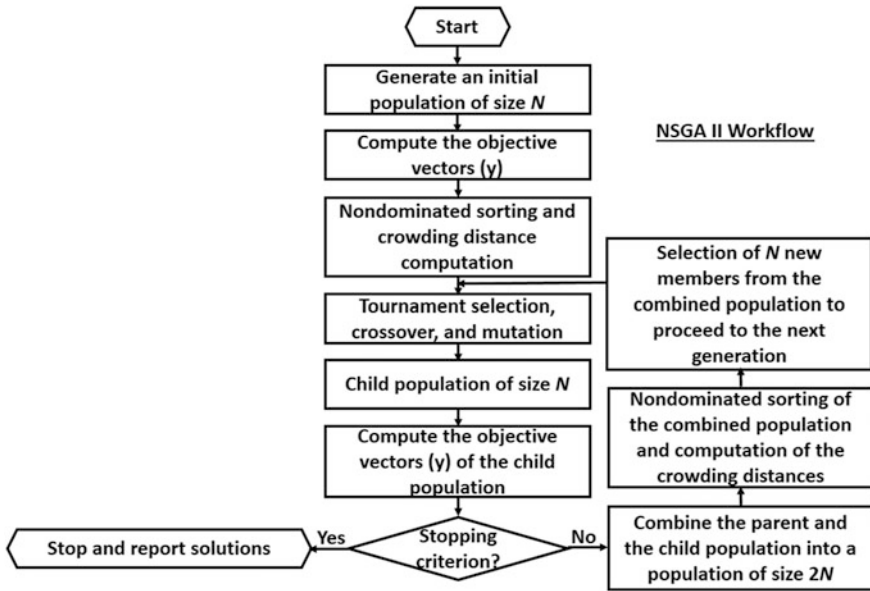 Start
Generate an initial
population of size N
NSGA II Workflow
Compute the objective
vectors (y)
Nondominated sorting and
crowding distance
computation
Tournament selection,
crossover, and mutation
Child population of size N
Compute the objective
vectors (y) of the child
population
Stopping
criterion?
Yes
Stop and report solutions
No
Combine the parent and
the child population into a
population of size 2N
Nondominated sorting of
the combined population
and computation of the
crowding distances
Selection of N new
members from the
combined population to
proceed to the next
generation